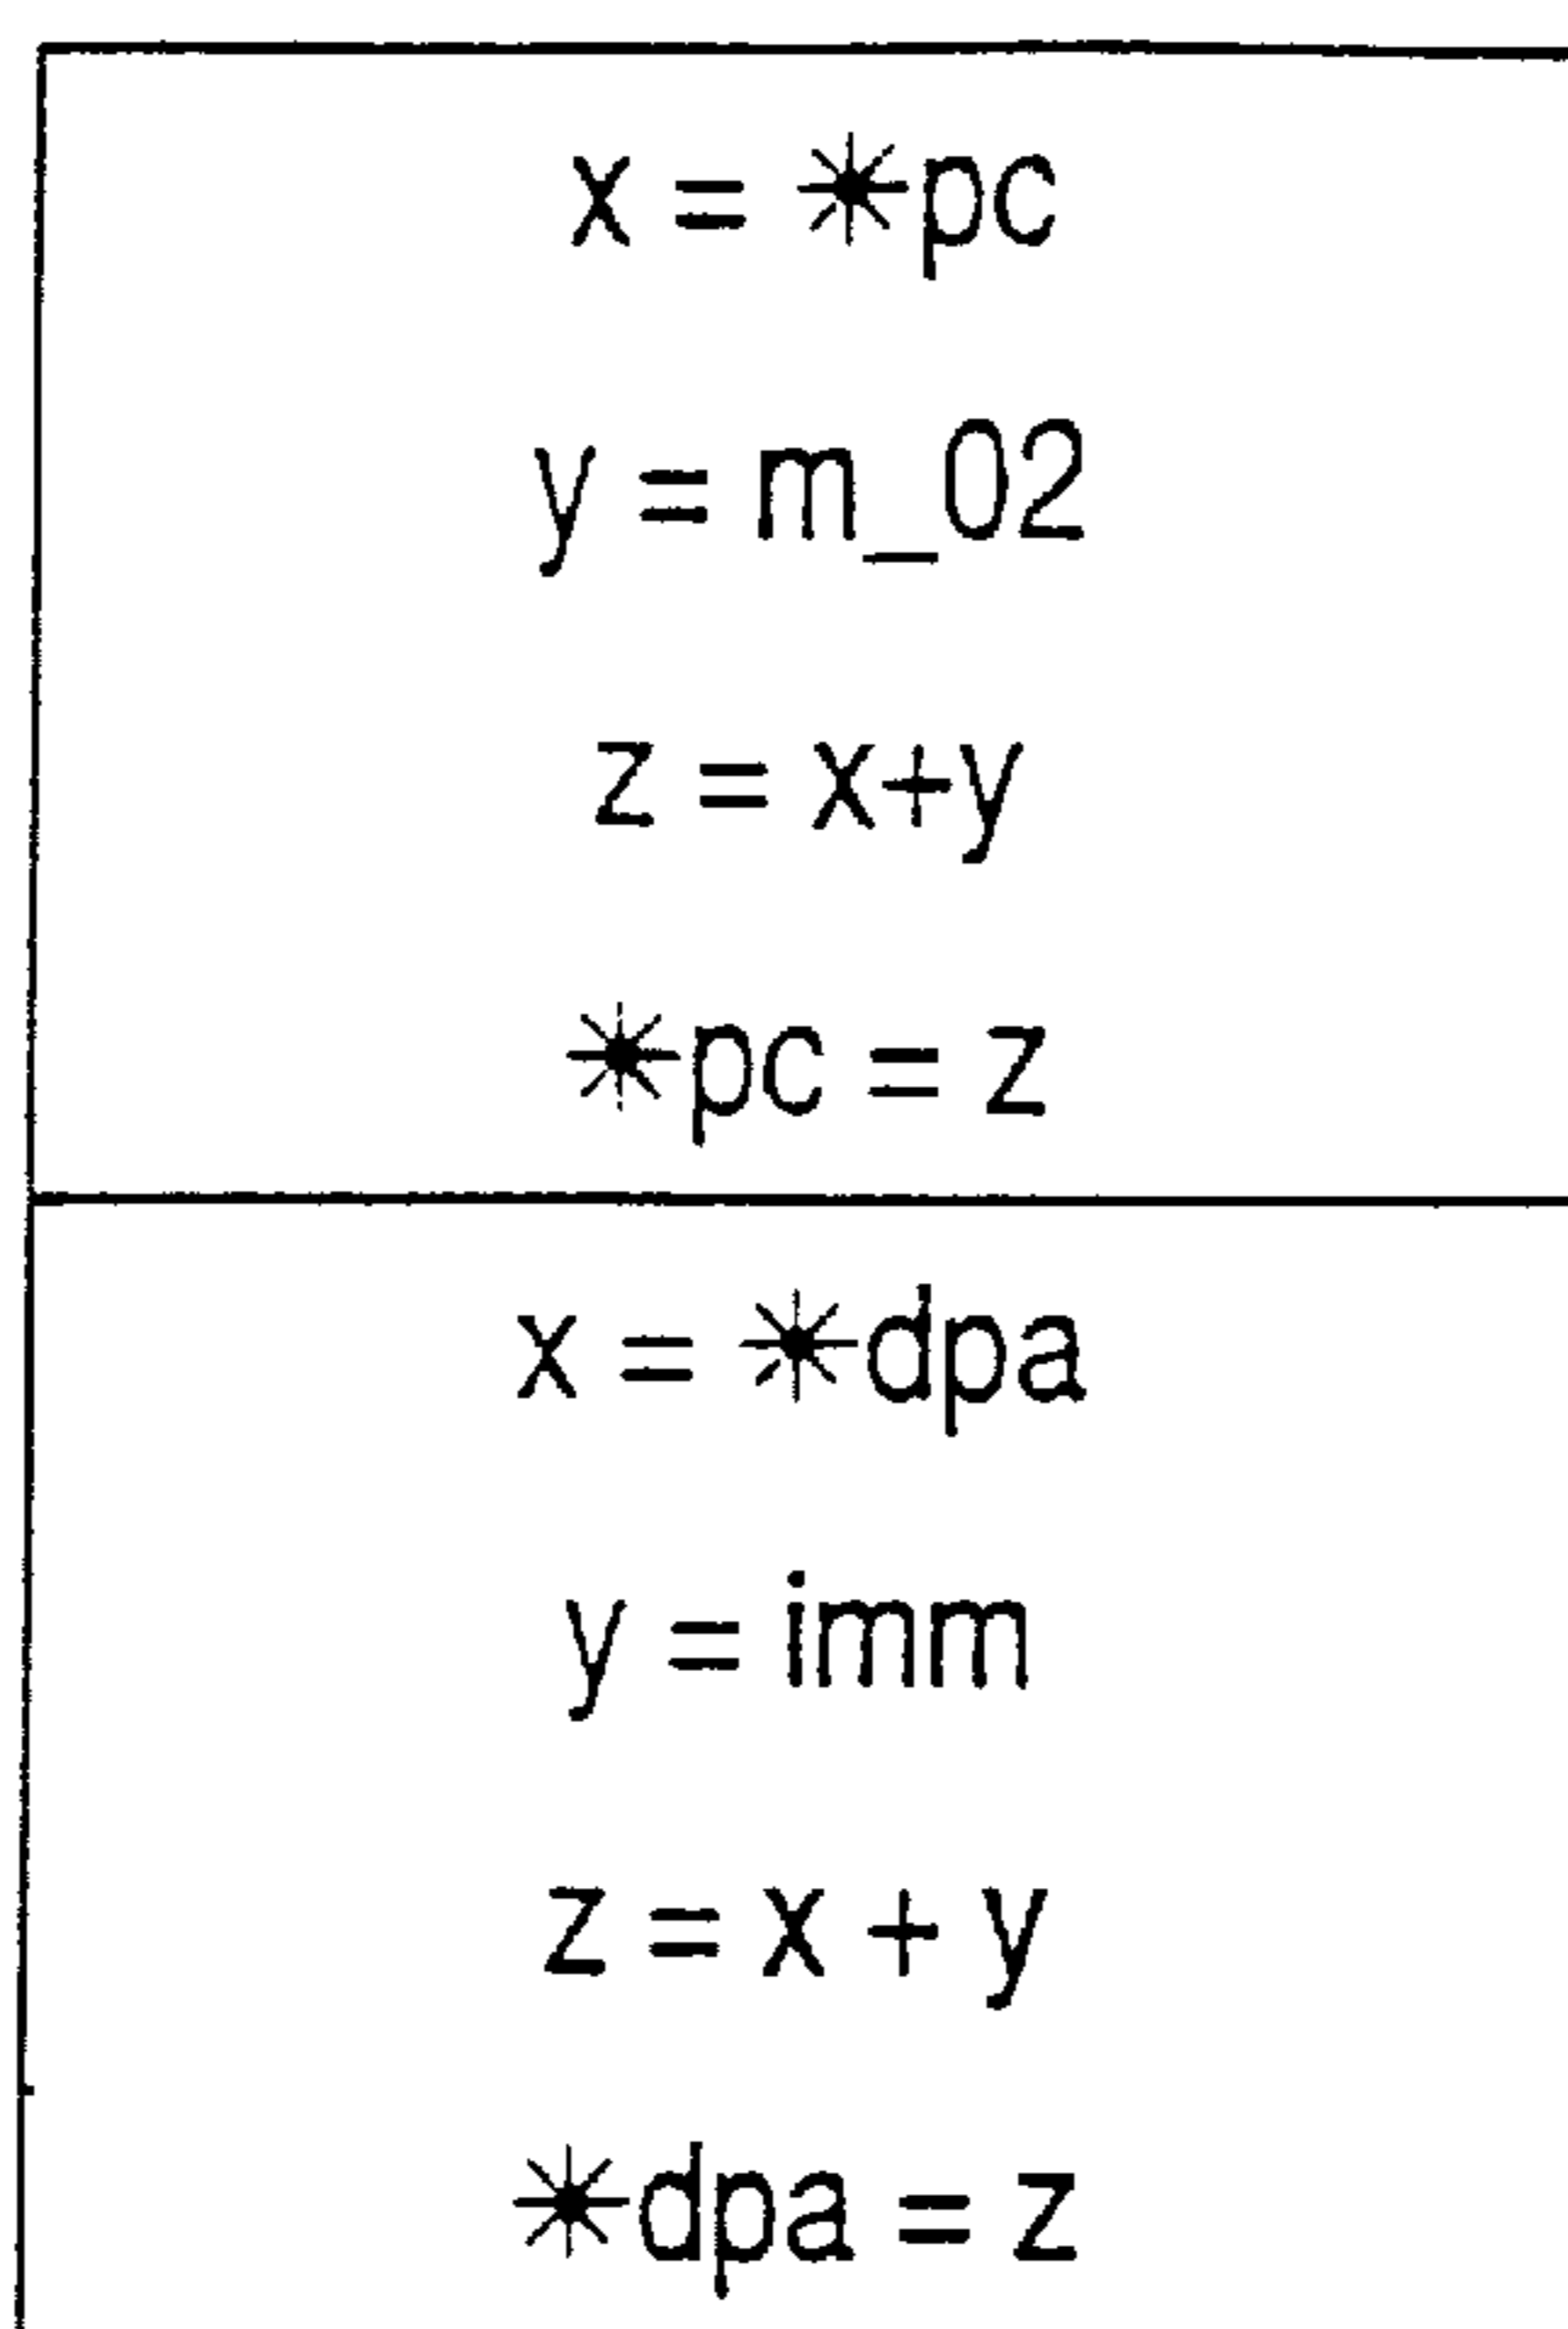 x = *pc
y = m_02
z = x+y
*pc = z
x = *dpa
y = imm
z = x + y
*dpa = z